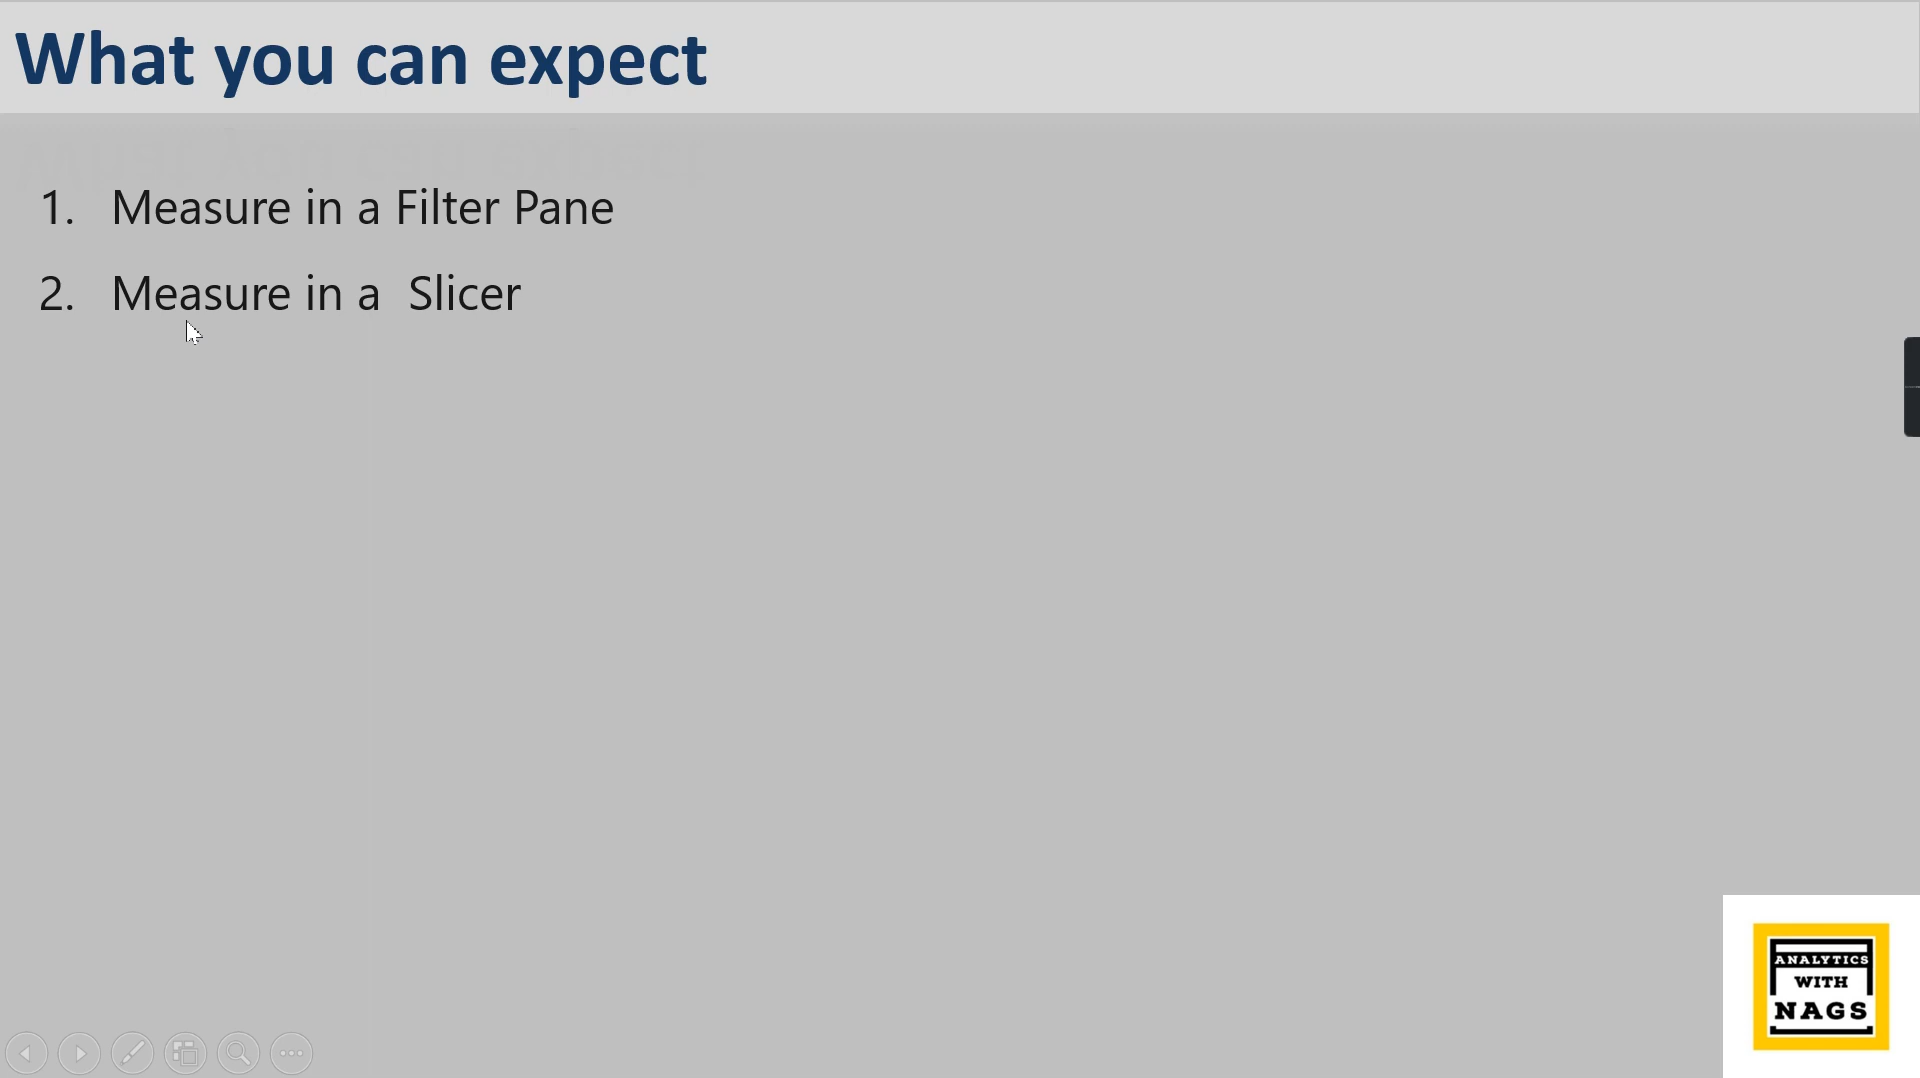 What you can expect
1. Measure in a Filter Pane
2. Measure in a  Slicer
ANALYTICS
WITH
NAGS